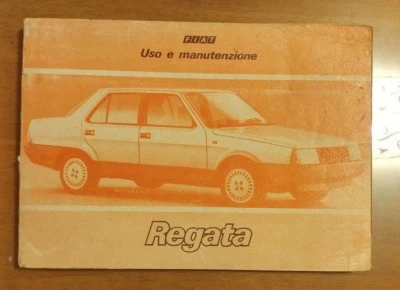 FIAT
Uso e manutenzione
Regata